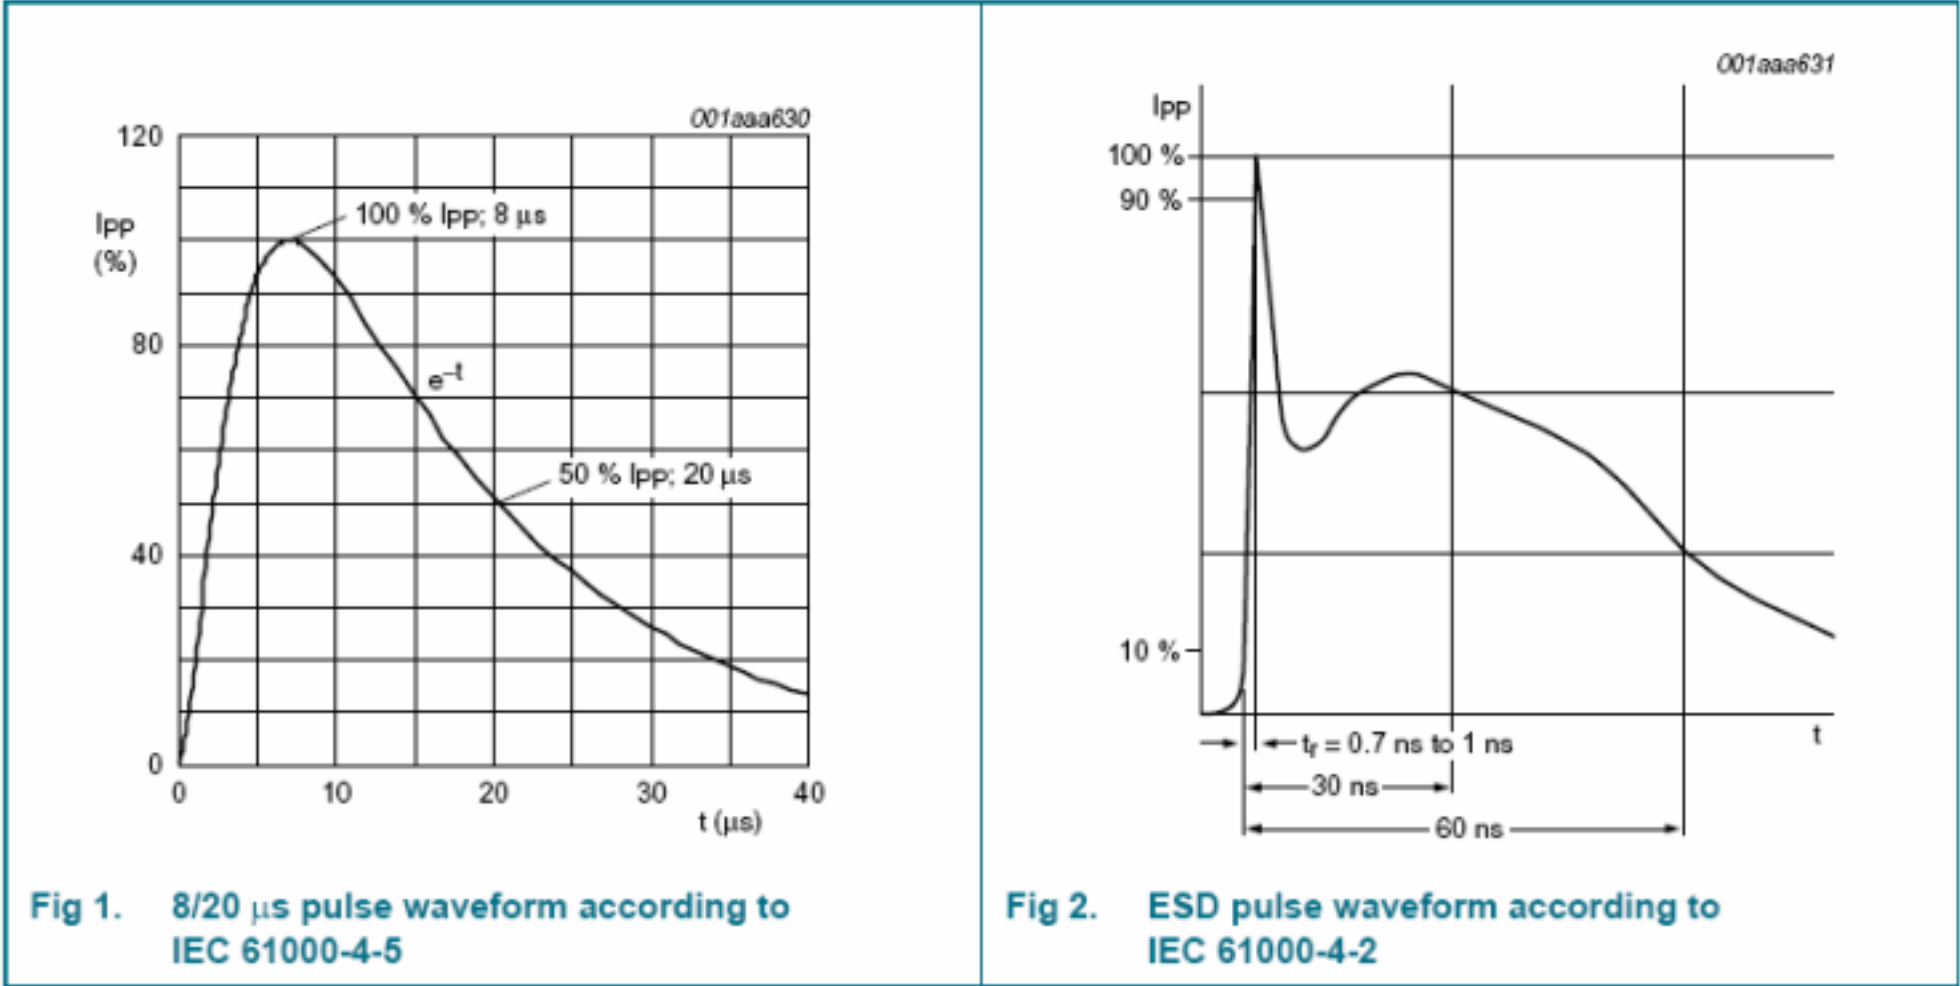 001aaa630
120
Ipp
(%)
100 % Ipp; 8 μs
80
e–t
50 % Ipp; 20 μs
40
0
0 10 20 30 40
t (μs)
Fig 1. 8/20 μs pulse waveform according to
IEC 61000-4-5
001aaa631
Ipp
100 %
90 %
10 %
t
tr = 0.7 ns to 1 ns
30 ns
60 ns
Fig 2. ESD pulse waveform according to
IEC 61000-4-2